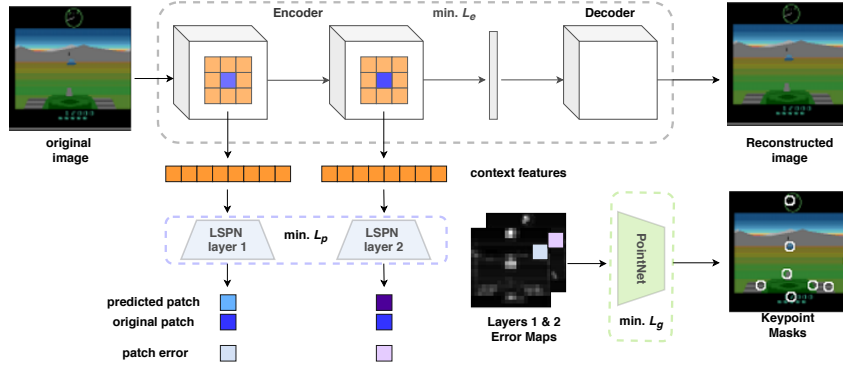 Encoder
min. Lₑ
Decoder
original
image
Reconstructed
image
context features
LSPN
layer 1
min. Lₚ
LSPN
layer 2
PointNet
predicted patch
original patch
patch error
Layers 1 & 2
Error Maps
min. L_g
Keypoint
Masks